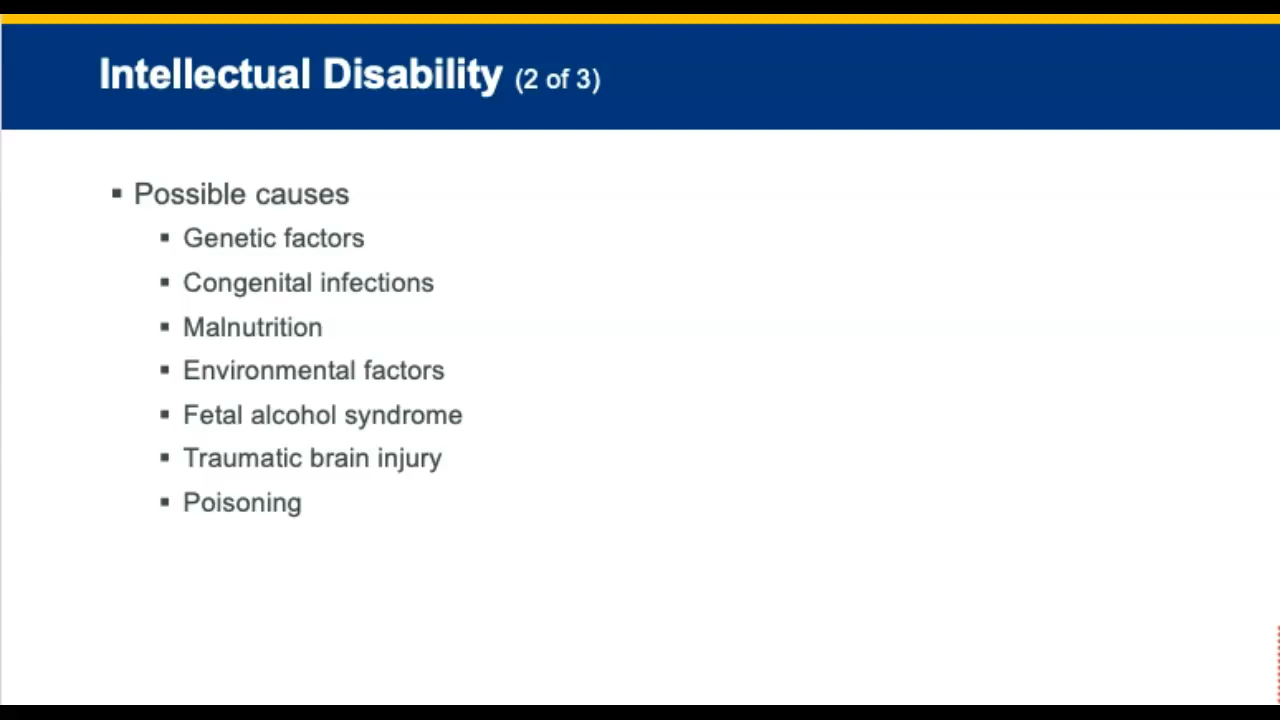 Intellectual Disability (2 of 3)
▪ Possible causes
▪ Genetic factors
▪ Congenital infections
▪ Malnutrition
▪ Environmental factors
▪ Fetal alcohol syndrome
▪ Traumatic brain injury
▪ Poisoning